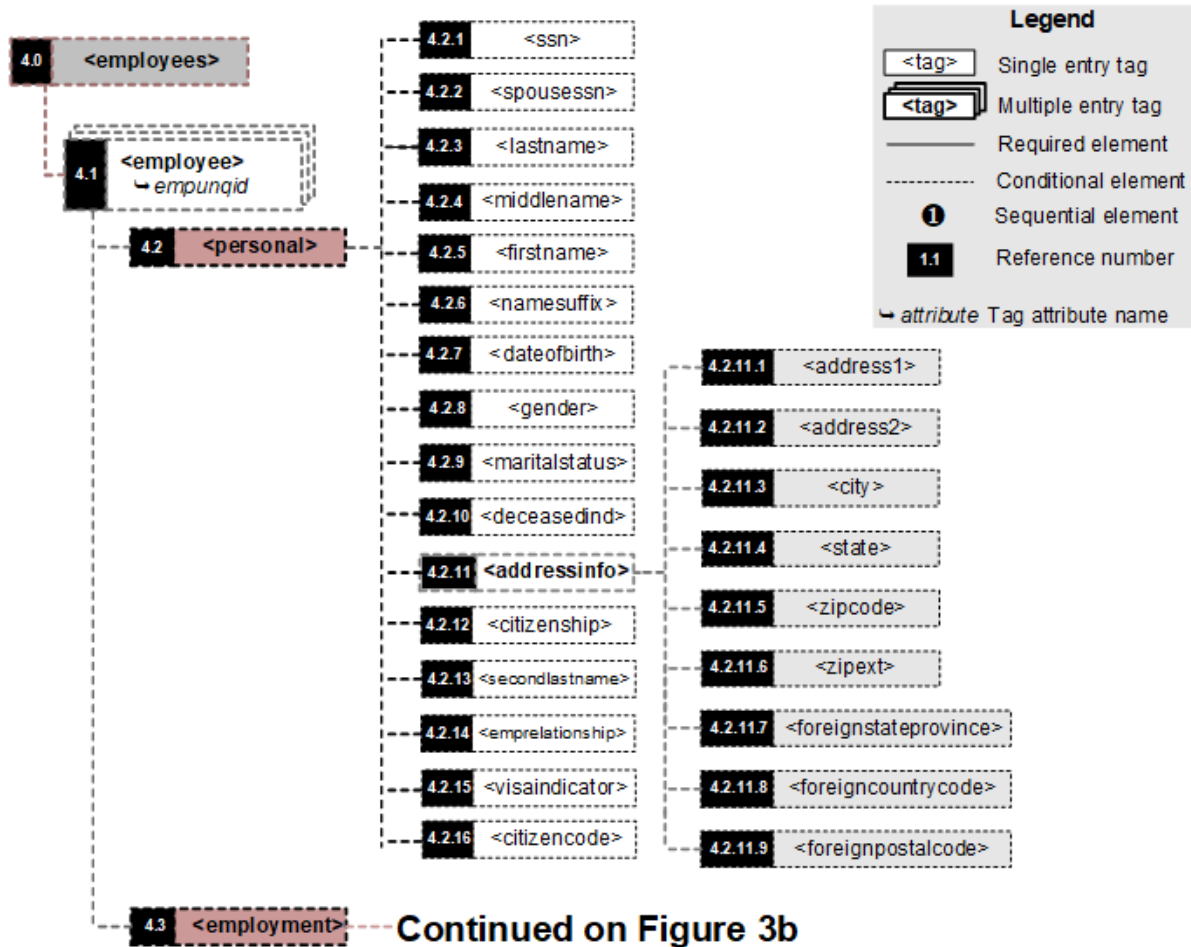 4.0 <employees>
4.1 <employee>
↪ empunqid
4.2 <personal>
4.2.1 <ssn>
4.2.2 <spousessn>
4.2.3 <lastname>
4.2.4 <middlename>
4.2.5 <firstname>
4.2.6 <namesuffix>
4.2.7 <dateofbirth>
4.2.8 <gender>
4.2.9 <maritalstatus>
4.2.10 <deceasedind>
4.2.11 <addressinfo>
4.2.12 <citizenship>
4.2.13 <secondlastname>
4.2.14 <emprelationship>
4.2.15 <visaindicator>
4.2.16 <citizencode>
4.2.11.1 <address1>
4.2.11.2 <address2>
4.2.11.3 <city>
4.2.11.4 <state>
4.2.11.5 <zipcode>
4.2.11.6 <zipext>
4.2.11.7 <foreignstateprovince>
4.2.11.8 <foreigncountrycode>
4.2.11.9 <foreignpostalcode>
4.3 <employment> Continued on Figure 3b
Legend
<tag> Single entry tag
<tag> Multiple entry tag
Required element
Conditional element
❶ Sequential element
1.1 Reference number
↪ attribute Tag attribute name